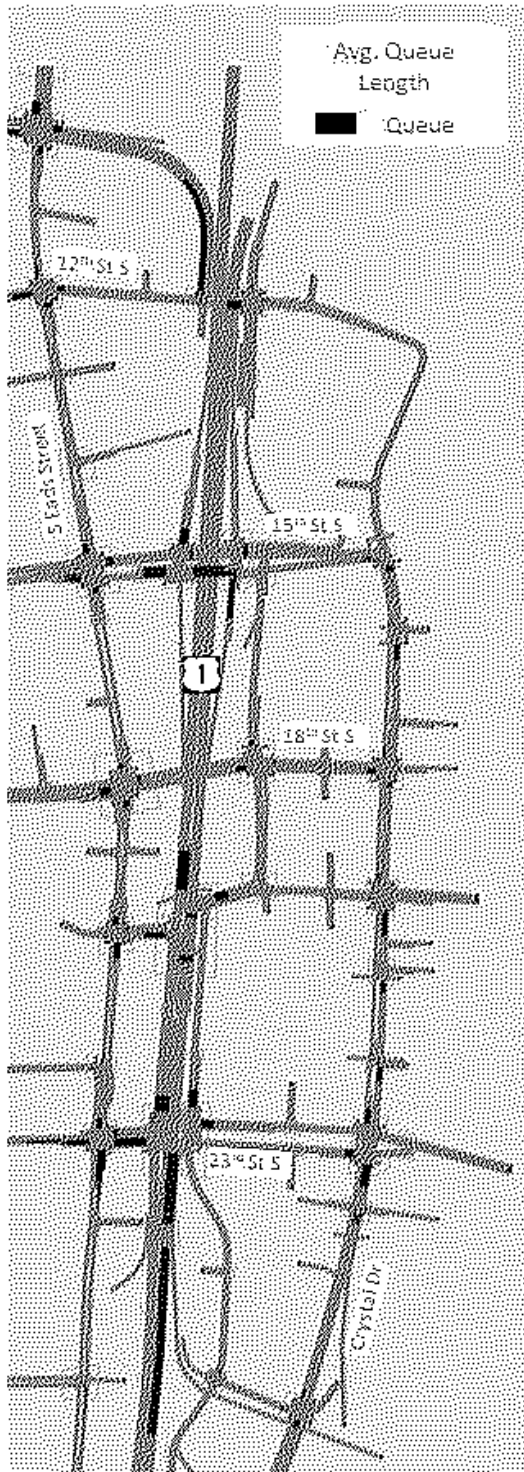 Avg. Queue
Length
Queue
12th St S
S Eads Street
15th St S
1
18th St S
23rd St S
Crystal Dr